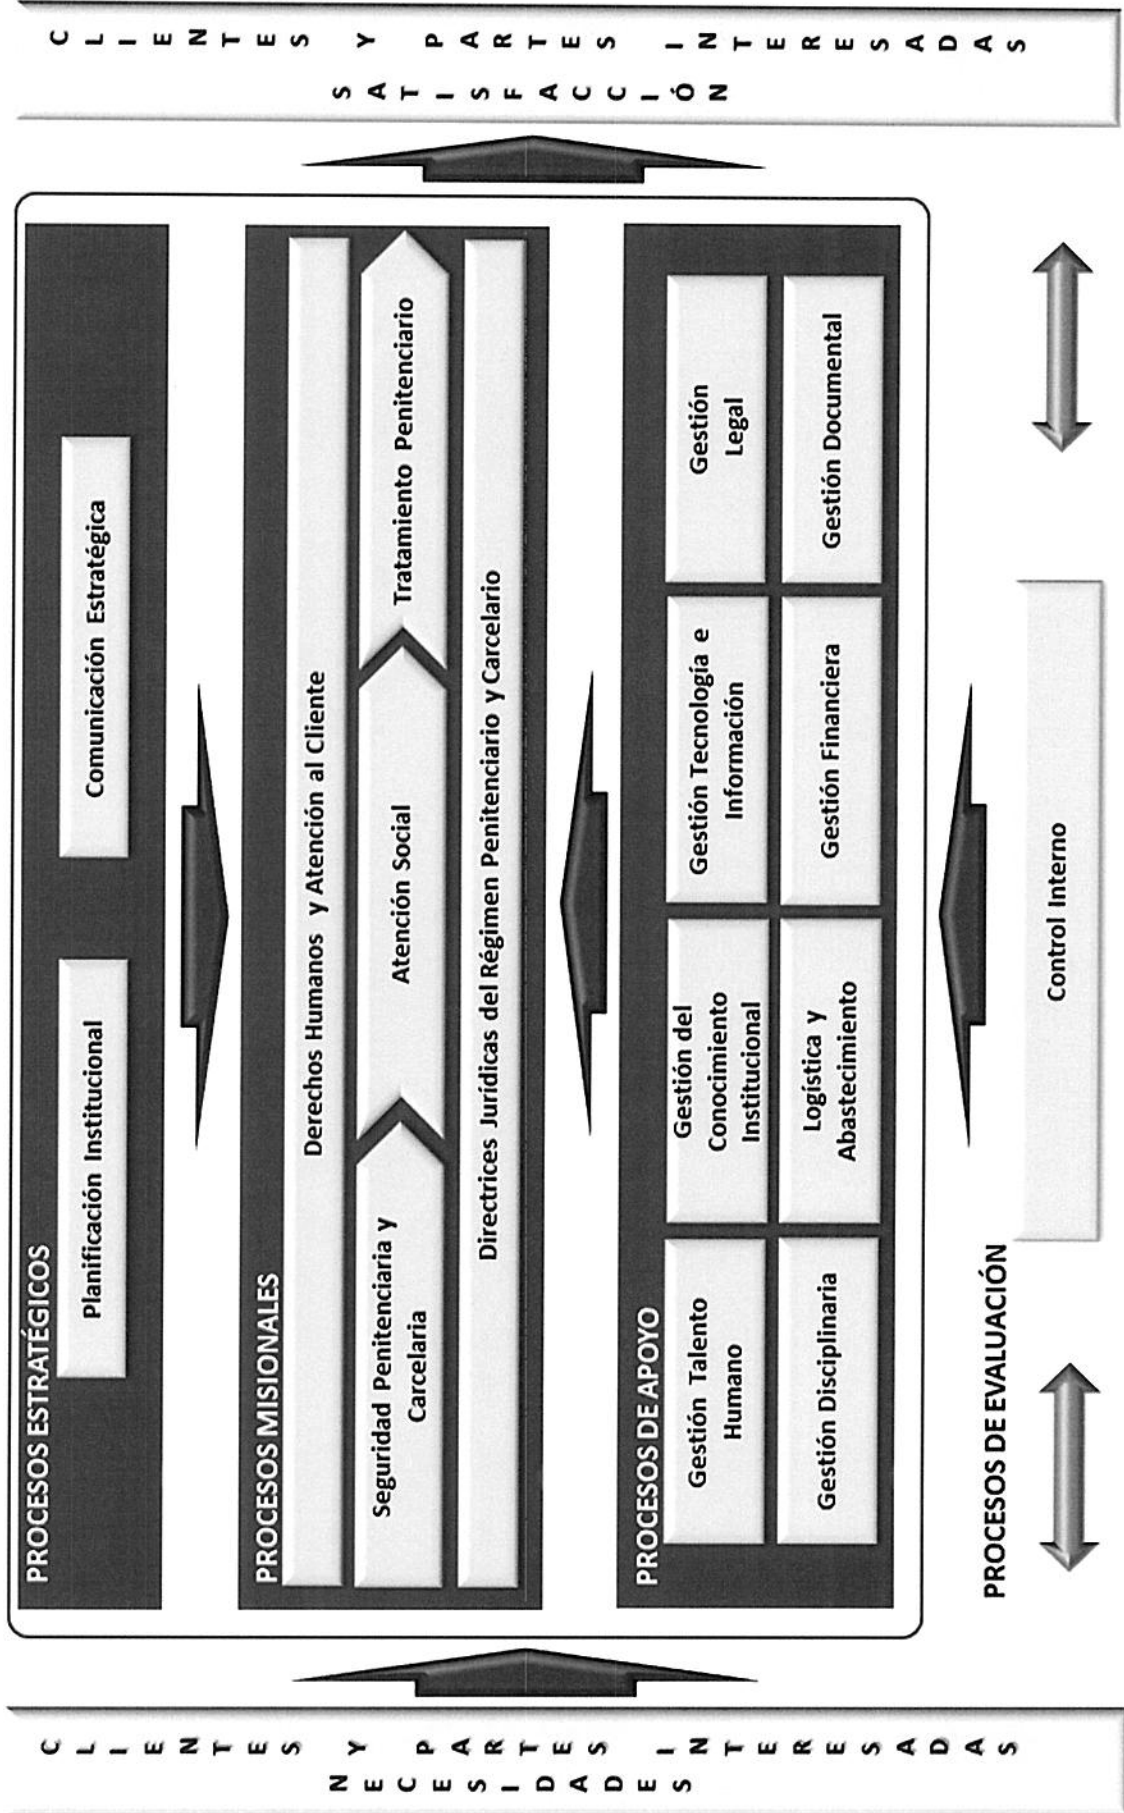 CLIENTES Y PARTES INTERESADAS
NECESIDADES
PROCESOS ESTRATÉGICOS
Planificación Institucional
Comunicación Estratégica
PROCESOS MISIONALES
Derechos Humanos y Atención al Cliente
Seguridad Penitenciaria y
Carcelaria
Atención Social
Tratamiento Penitenciario
Directrices Jurídicas del Régimen Penitenciario y Carcelario
PROCESOS DE APOYO
Gestión Talento
Humano
Gestión del
Conocimiento
Institucional
Gestión Tecnología e
Información
Gestión
Legal
Gestión Disciplinaria
Logística y
Abastecimiento
Gestión Financiera
Gestión Documental
PROCESOS DE EVALUACIÓN
Control Interno
CLIENTES Y PARTES INTERESADAS
SATISFACCIÓN